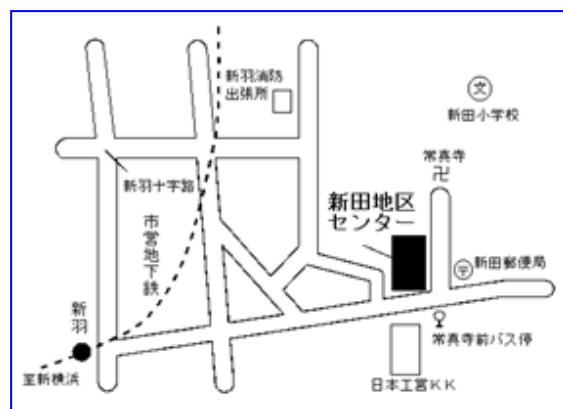 新羽消防
出張所
文
新田小学校
新羽十字路
常真寺
卍
新田地区
センター
市営地下鉄
〒
新田郵便局
新羽
常真寺前バス停
至新横浜
日本工営KK